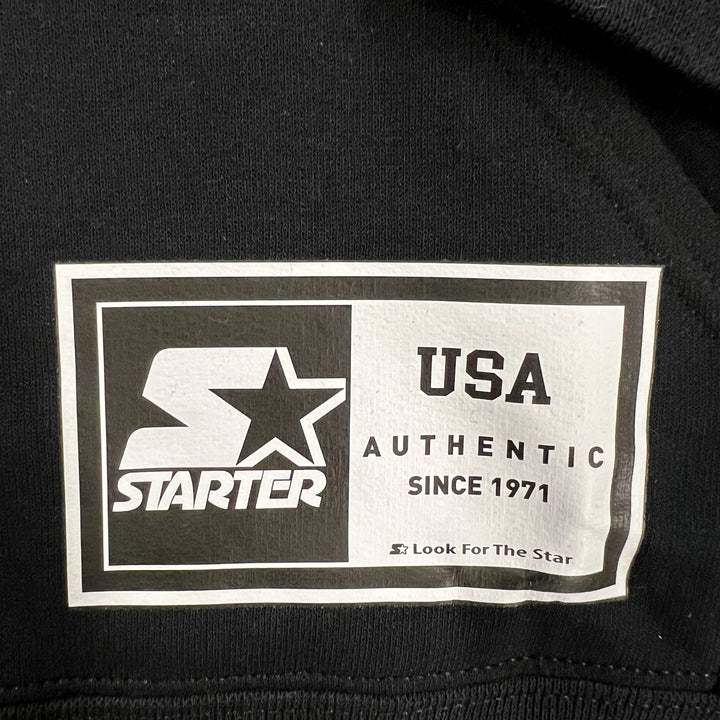 STARTER
USA
AUTHENTIC
SINCE 1971
Look For The Star